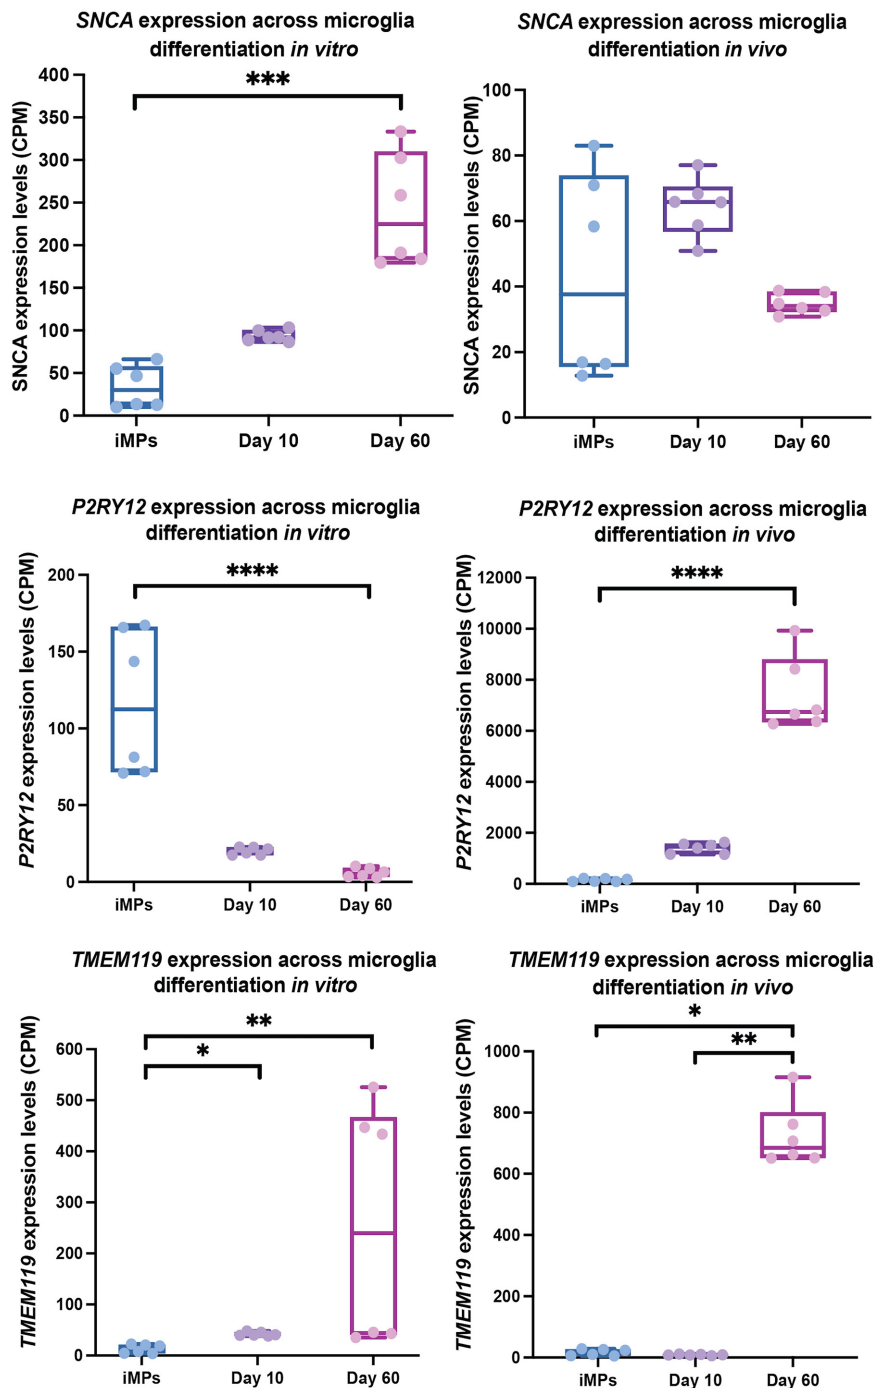 SNCA expression across microglia
differentiation in vitro
***
SNCA expression levels (CPM)
400
350
300
250
200
150
100
50
0
iMPs Day 10 Day 60
SNCA expression across microglia
differentiation in vivo
SNCA expression levels (CPM)
100
80
60
40
20
0
iMPs Day 10 Day 60
P2RY12 expression across microglia
differentiation in vitro
****
P2RY12 expression levels (CPM)
200
150
100
50
0
iMPs Day 10 Day 60
P2RY12 expression across microglia
differentiation in vivo
****
P2RY12 expression levels (CPM)
12000
10000
8000
6000
4000
2000
0
iMPs Day 10 Day 60
TMEM119 expression across microglia
differentiation in vitro
**
*
TMEM119 expression levels (CPM)
600
500
400
300
200
100
0
iMPs Day 10 Day 60
TMEM119 expression across microglia
differentiation in vivo
*
**
TMEM119 expression levels (CPM)
1000
800
600
400
200
0
iMPs Day 10 Day 60